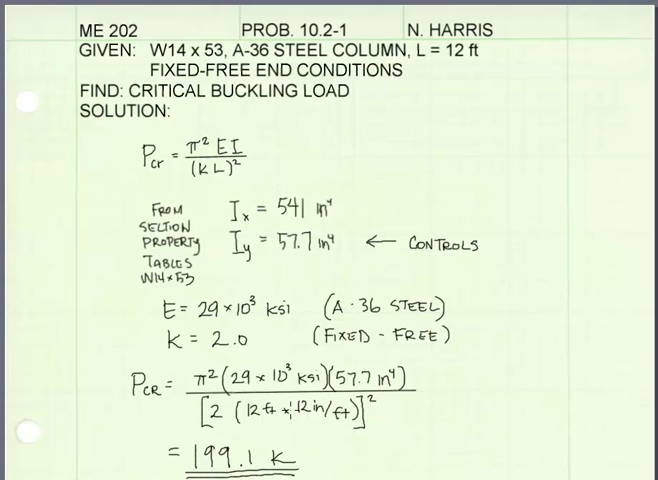 ME 202 PROB. 10.2-1 N. HARRIS
GIVEN: W14 x 53, A-36 STEEL COLUMN, L = 12 ft
FIXED-FREE END CONDITIONS
FIND: CRITICAL BUCKLING LOAD
SOLUTION:
Pcr = π² EI / (KL)²
FROM SECTION PROPERTY TABLES W14×53
Ix = 541 in⁴
Iy = 57.7 in⁴ ← CONTROLS
E = 29×10³ ksi (A-36 STEEL)
K = 2.0 (FIXED-FREE)
PCR = π²(29×10³ ksi)(57.7 in⁴) / [2 (12 ft × 12 in/ft)]²
= 199.1 K